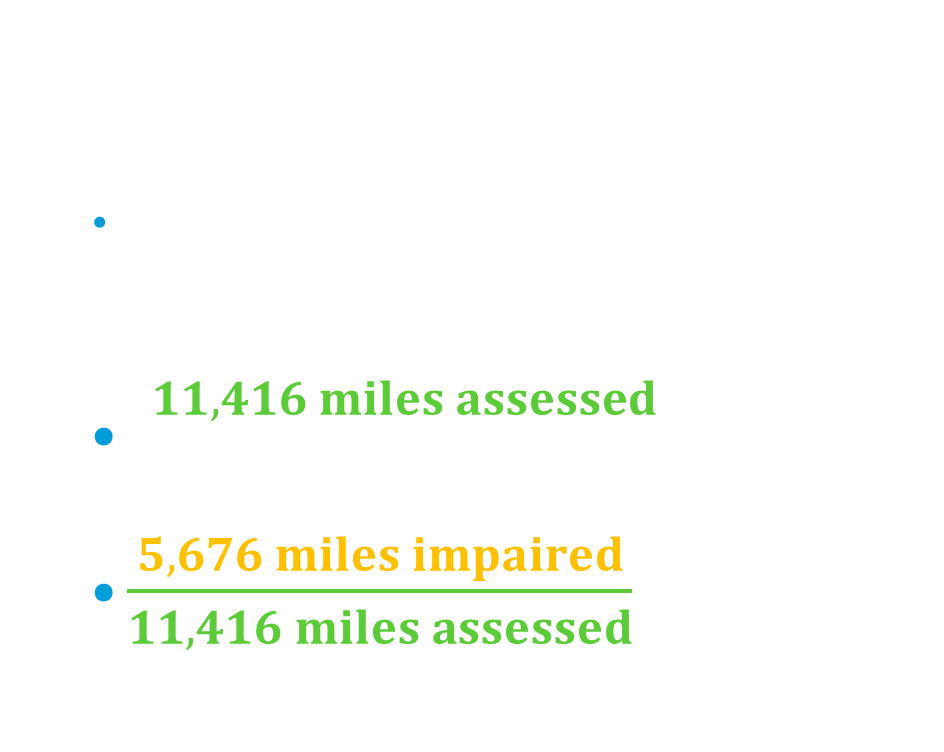 • 
• 11,416 miles assessed
• 5,676 miles impaired
11,416 miles assessed